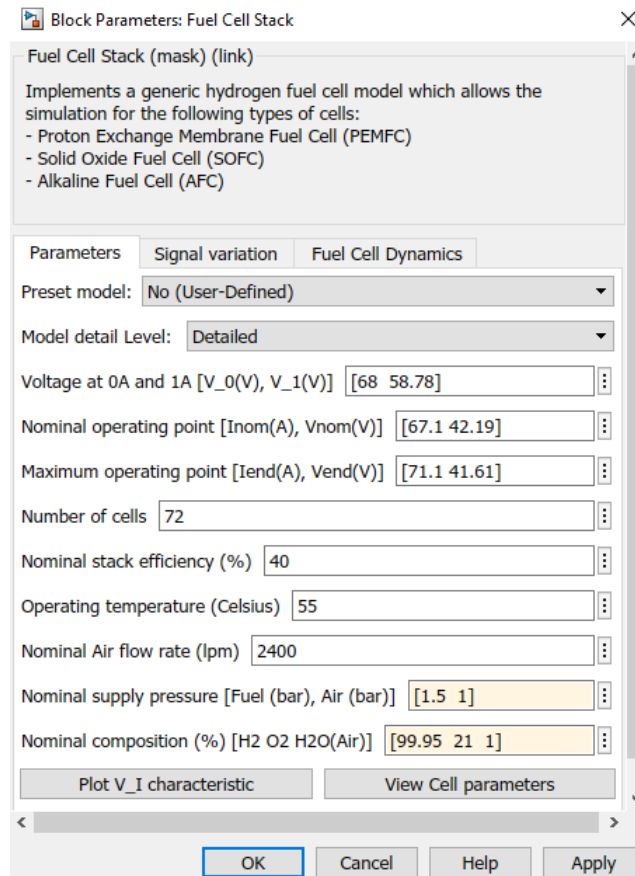 Block Parameters: Fuel Cell Stack
Fuel Cell Stack (mask) (link)
Implements a generic hydrogen fuel cell model which allows the
simulation for the following types of cells:
- Proton Exchange Membrane Fuel Cell (PEMFC)
- Solid Oxide Fuel Cell (SOFC)
- Alkaline Fuel Cell (AFC)
Parameters Signal variation Fuel Cell Dynamics
Preset model: No (User-Defined)
Model detail Level: Detailed
Voltage at 0A and 1A [V_0(V), V_1(V)] [68 58.78]
Nominal operating point [Inom(A), Vnom(V)] [67.1 42.19]
Maximum operating point [Iend(A), Vend(V)] [71.1 41.61]
Number of cells 72
Nominal stack efficiency (%) 40
Operating temperature (Celsius) 55
Nominal Air flow rate (lpm) 2400
Nominal supply pressure [Fuel (bar), Air (bar)] [1.5 1]
Nominal composition (%) [H2 O2 H2O(Air)] [99.95 21 1]
Plot V_I characteristic View Cell parameters
OK Cancel Help Apply